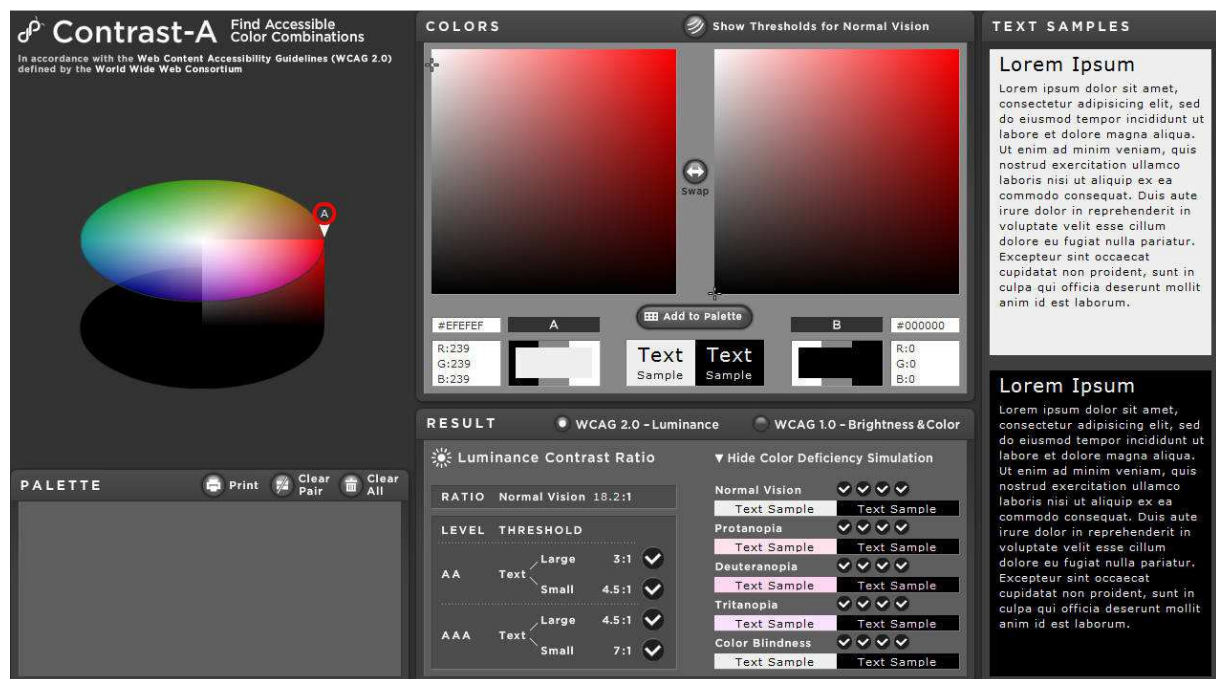 Contrast-A
Find Accessible
Color Combinations
In accordance with the Web Content Accessibility Guidelines (WCAG 2.0)
defined by the World Wide Web Consortium
A
PALETTE
Print
Clear
Pair
Clear
All
COLORS
Show Thresholds for Normal Vision
Swap
Add to Palette
#EFEFEF
A
R:239
G:239
B:239
Text
Sample
Text
Sample
B
#000000
R:0
G:0
B:0
RESULT
WCAG 2.0 - Luminance
WCAG 1.0 - Brightness & Color
Luminance Contrast Ratio
RATIO Normal Vision 18.2:1
LEVEL THRESHOLD
AA
Text
Large 3:1
Small 4.5:1
AAA
Text
Large 4.5:1
Small 7:1
▼ Hide Color Deficiency Simulation
Normal Vision
Text Sample Text Sample
Protanopia
Text Sample Text Sample
Deuteranopia
Text Sample Text Sample
Tritanopia
Text Sample Text Sample
Color Blindness
Text Sample Text Sample
TEXT SAMPLES
Lorem Ipsum
Lorem ipsum dolor sit amet,
consectetur adipisicing elit, sed
do eiusmod tempor incididunt ut
labore et dolore magna aliqua.
Ut enim ad minim veniam, quis
nostrud exercitation ullamco
laboris nisi ut aliquip ex ea
commodo consequat. Duis aute
irure dolor in reprehenderit in
voluptate velit esse cillum
dolore eu fugiat nulla pariatur.
Excepteur sint occaecat
cupidatat non proident, sunt in
culpa qui officia deserunt mollit
anim id est laborum.
Lorem Ipsum
Lorem ipsum dolor sit amet,
consectetur adipisicing elit, sed
do eiusmod tempor incididunt ut
labore et dolore magna aliqua.
Ut enim ad minim veniam, quis
nostrud exercitation ullamco
laboris nisi ut aliquip ex ea
commodo consequat. Duis aute
irure dolor in reprehenderit in
voluptate velit esse cillum
dolore eu fugiat nulla pariatur.
Excepteur sint occaecat
cupidatat non proident, sunt in
culpa qui officia deserunt mollit
anim id est laborum.